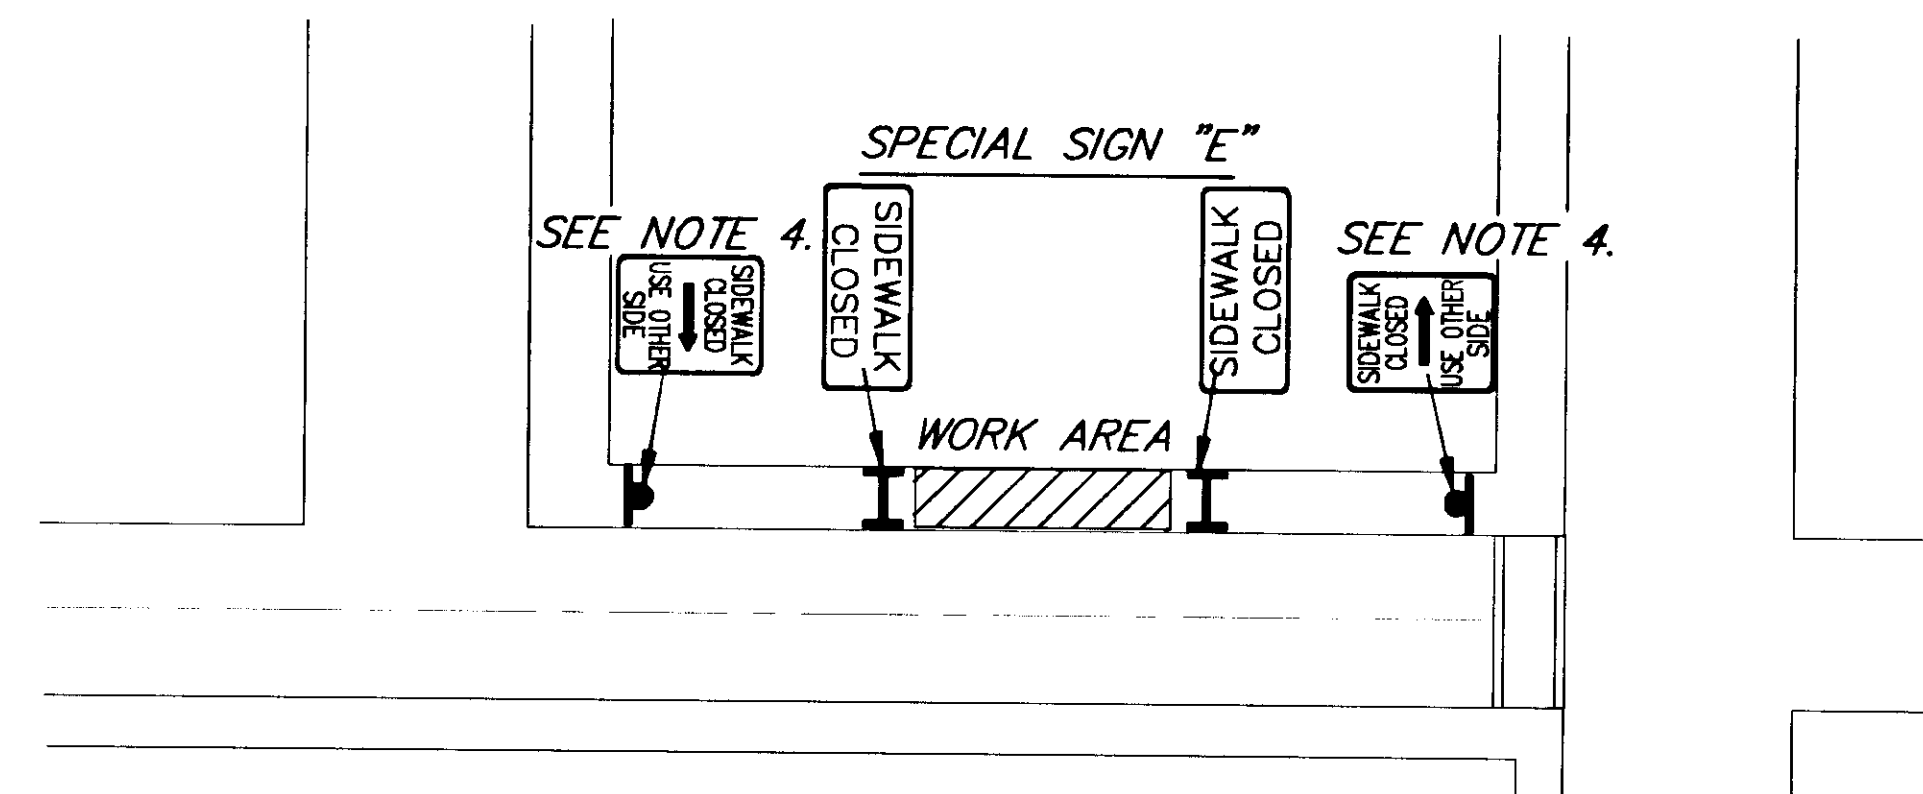 SPECIAL SIGN "E"
SEE NOTE 4.
SIDEWALK
CLOSED
USE OTHER
SIDE
SIDEWALK
CLOSED
SIDEWALK
CLOSED
SEE NOTE 4.
SIDEWALK
CLOSED
USE OTHER
SIDE
WORK AREA